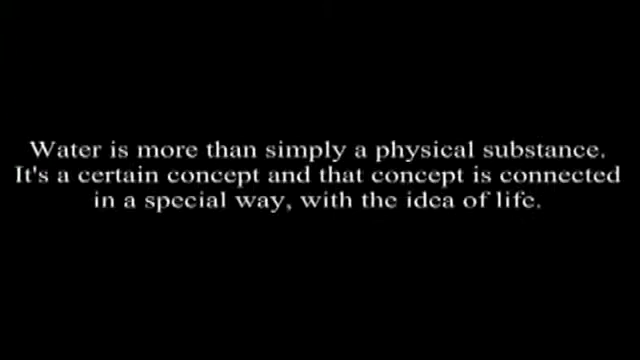 Water is more than simply a physical substance.
It's a certain concept and that concept is connected
in a special way, with the idea of life.